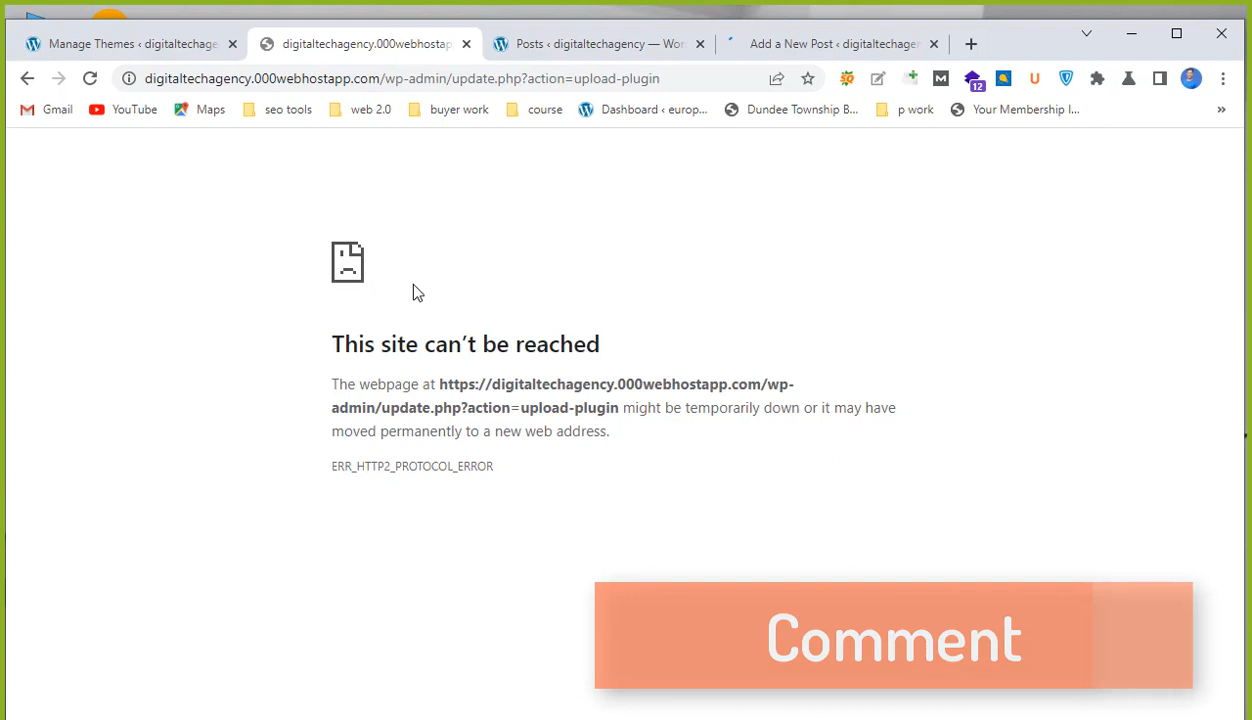 Manage Themes ‹ digitaltechage
digitaltechagency.000webhostap
Posts ‹ digitaltechagency — Wor
Add a New Post ‹ digitaltechager
digitaltechagency.000webhostapp.com/wp-admin/update.php?action=upload-plugin
12
Gmail
YouTube
Maps
seo tools
web 2.0
buyer work
course
Dashboard ‹ europ...
Dundee Township B...
p work
Your Membership I...
»
This site can't be reached
The webpage at https://digitaltechagency.000webhostapp.com/wp-
admin/update.php?action=upload-plugin might be temporarily down or it may have
moved permanently to a new web address.
ERR_HTTP2_PROTOCOL_ERROR
Comment